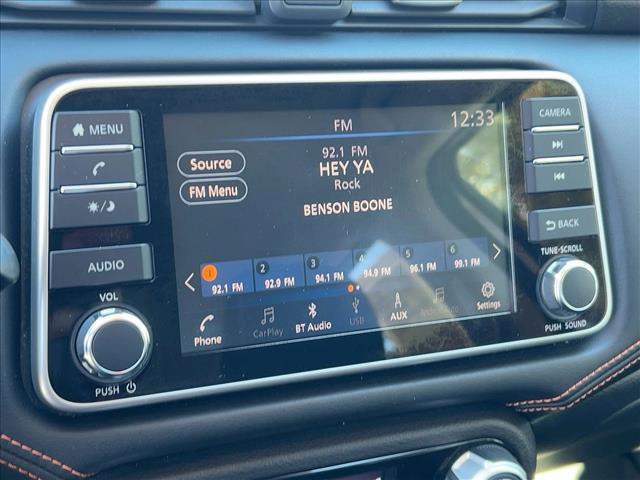 FM
12:33
MENU
CAMERA
92.1 FM
HEY YA
Rock
Source
FM Menu
BENSON BOONE
BACK
AUDIO
TUNE·SCROLL
1 2 3 4 5 6
92.1 FM 92.9 FM 94.1 FM 94.9 FM 96.1 FM 99.1 FM
VOL
Phone CarPlay BT Audio USB AUX Settings
PUSH
PUSH SOUND